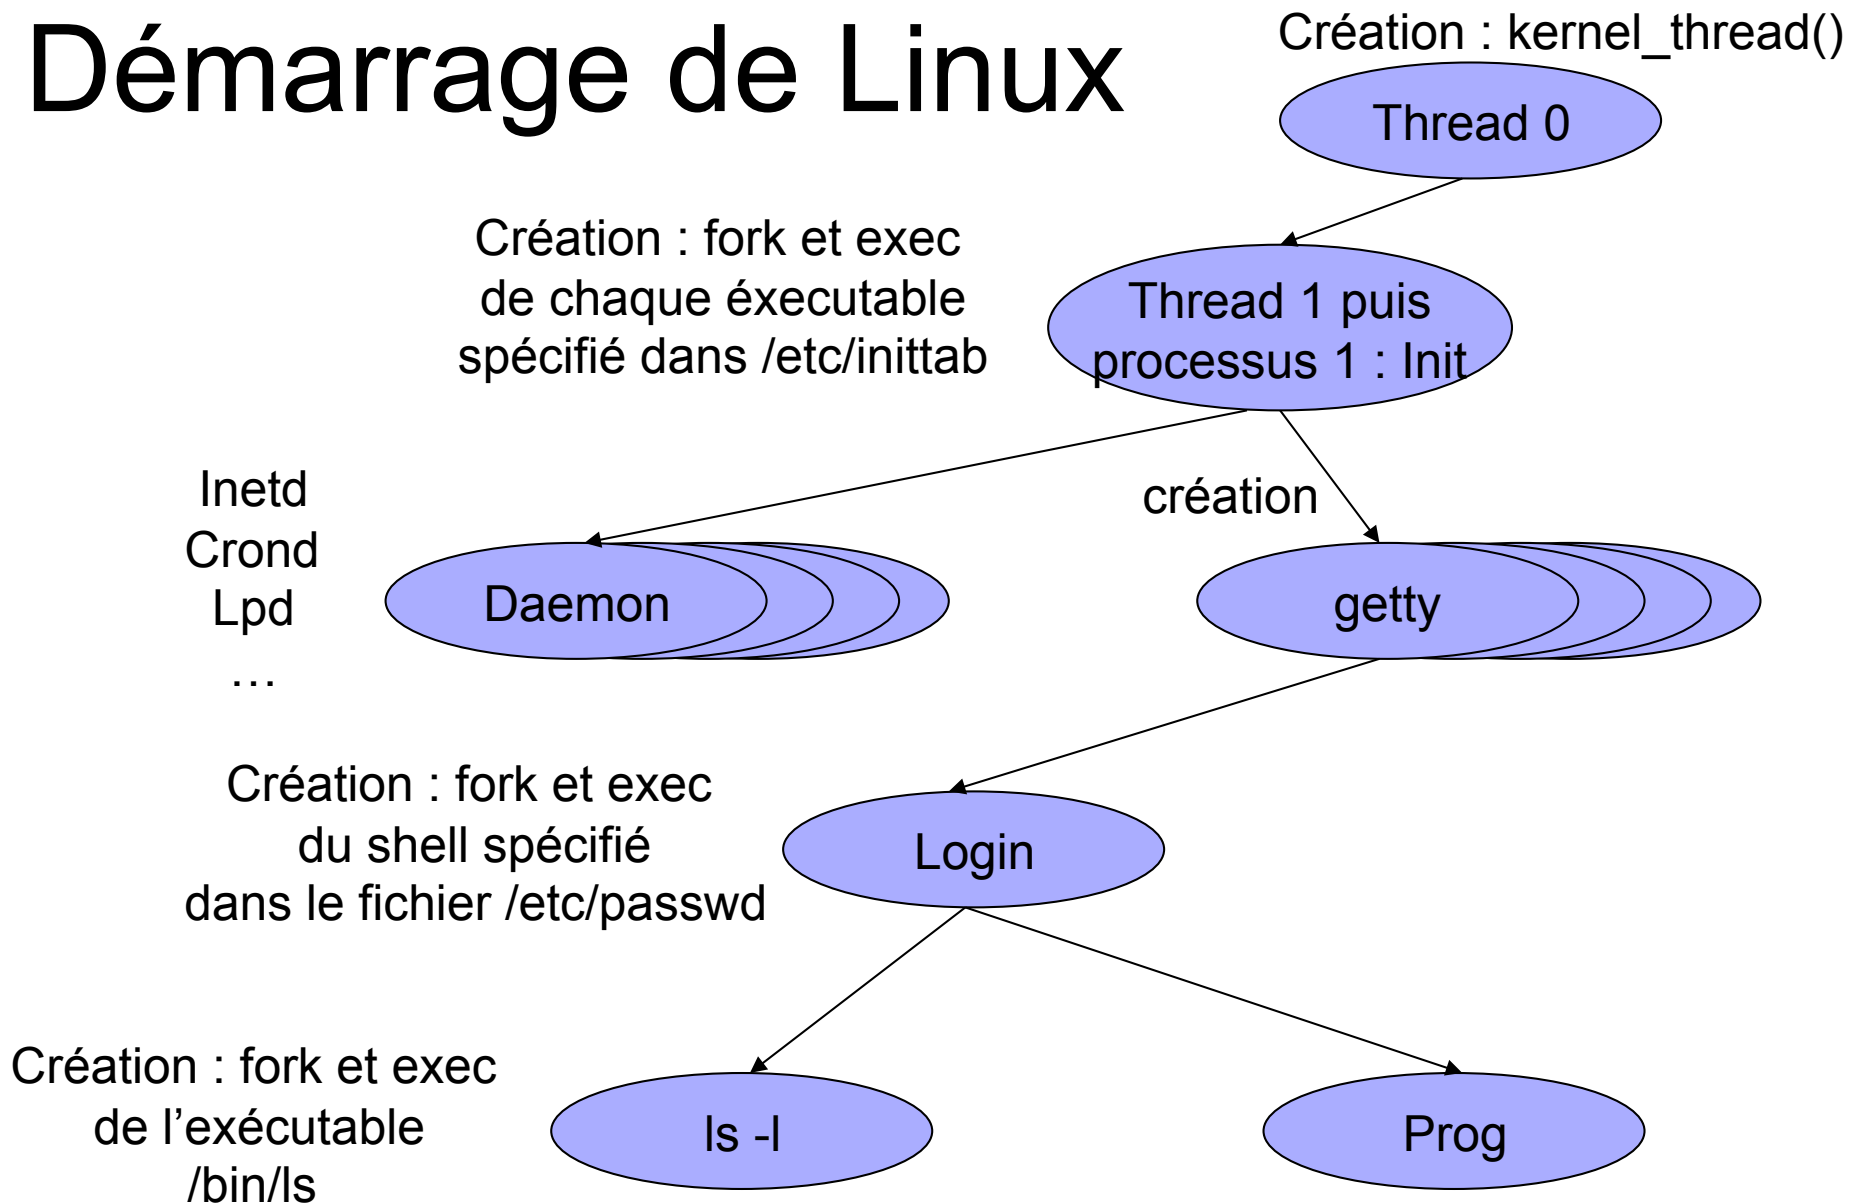 Démarrage de Linux
Création : kernel_thread()
Thread 0
Création : fork et exec
de chaque éxecutable
spécifié dans /etc/inittab
Thread 1 puis
processus 1 : Init
création
Inetd
Crond
Lpd
…
Daemon
getty
Création : fork et exec
du shell spécifié
dans le fichier /etc/passwd
Login
Création : fork et exec
de l’exécutable
/bin/ls
ls -l
Prog